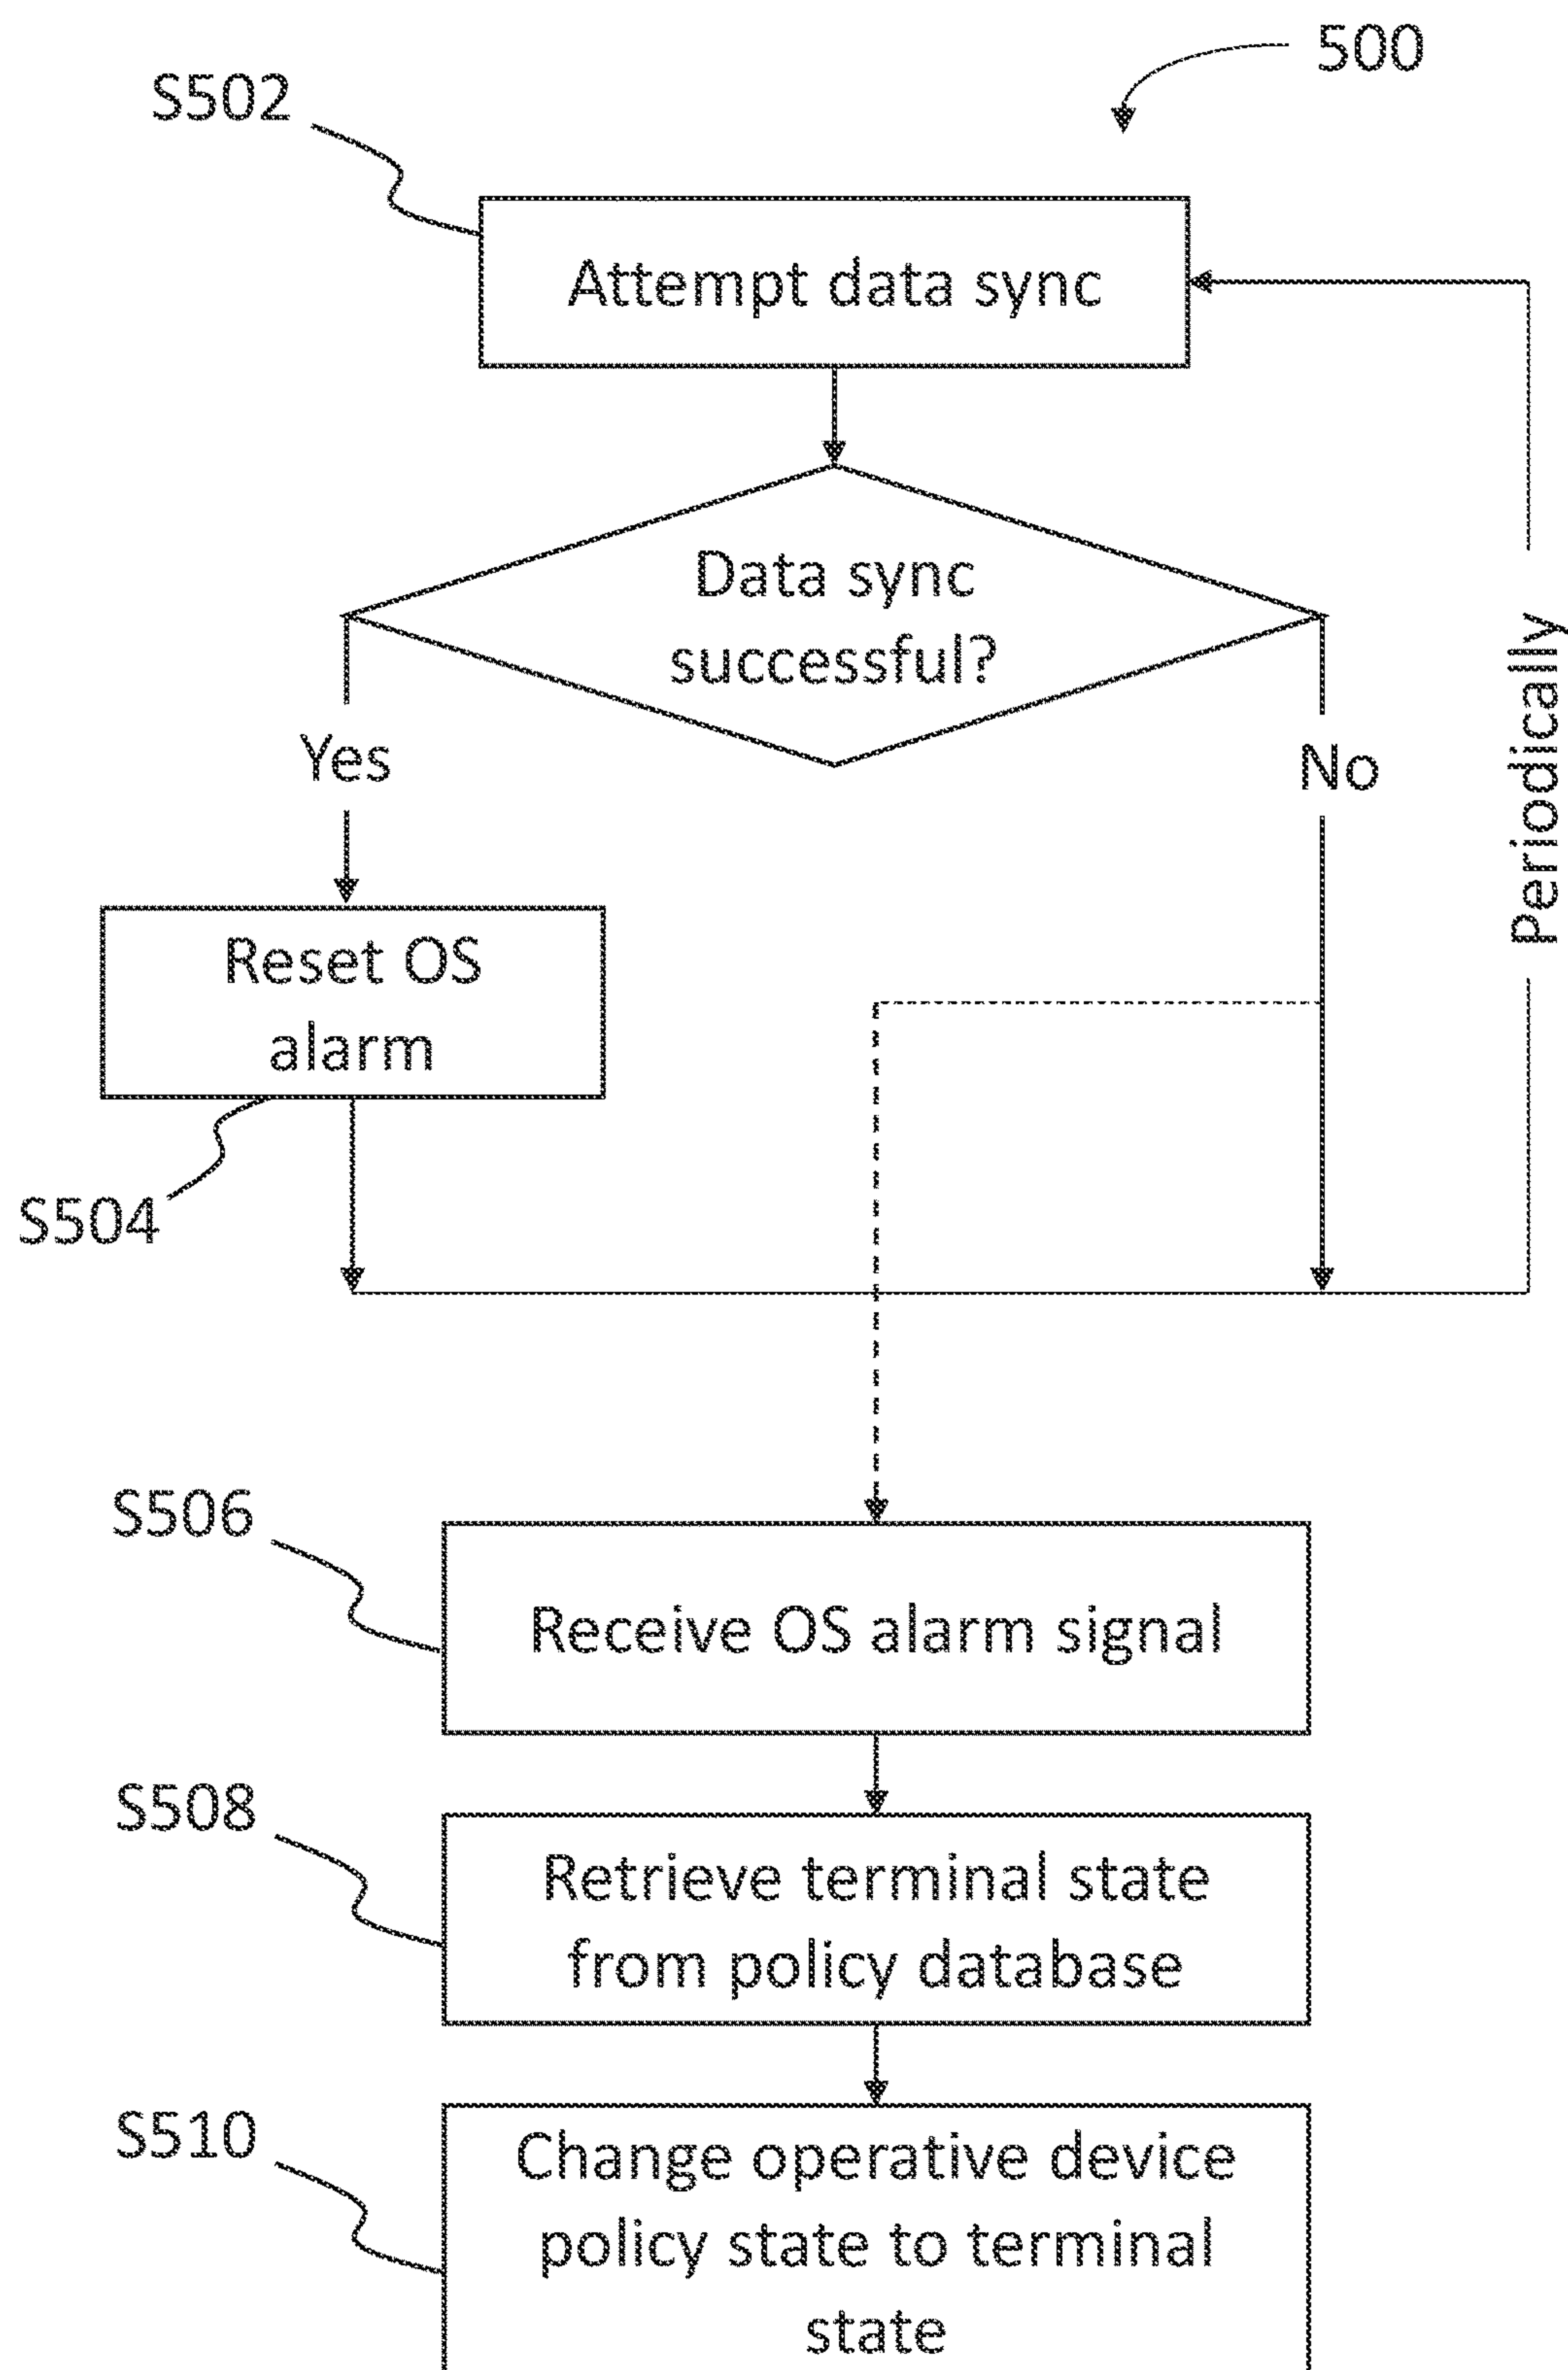 500
S502
Attempt data sync
Data sync
successful?
Yes
No
Periodically
Reset OS
alarm
S504
S506
Receive OS alarm signal
S508
Retrieve terminal state
from policy database
S510
Change operative device
policy state to terminal
state